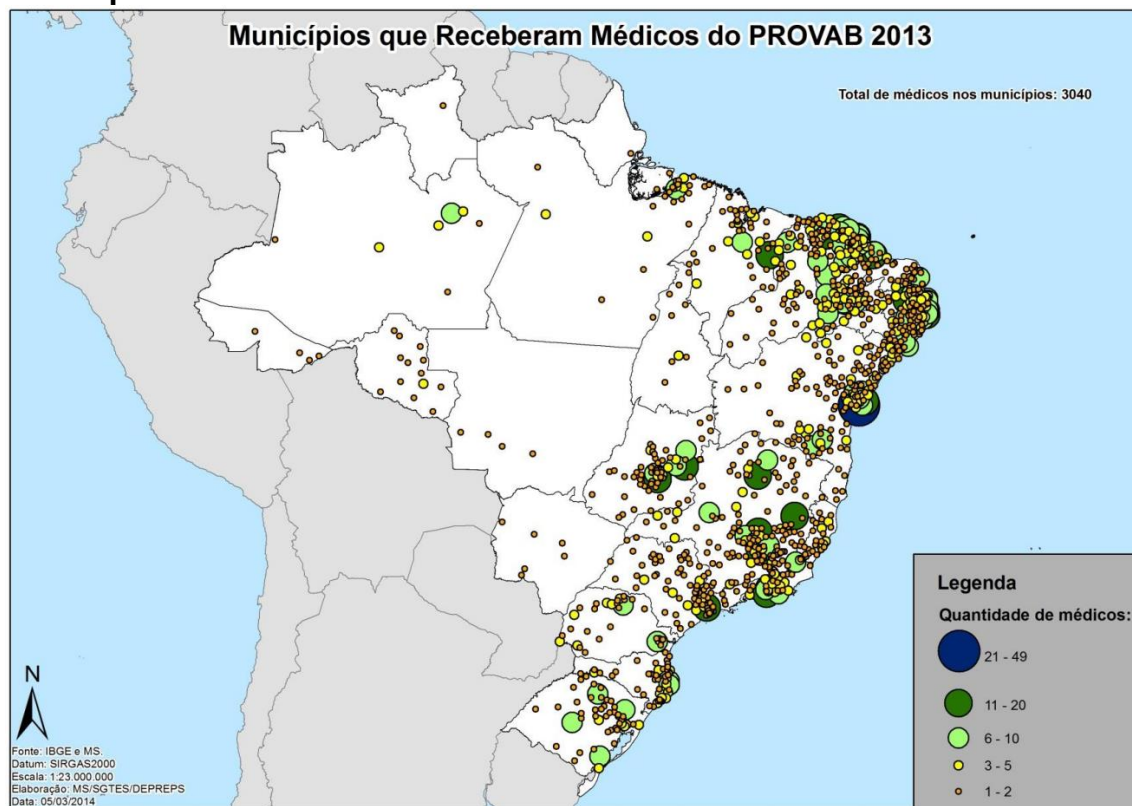 Municípios que Receberam Médicos do PROVAB 2013
Total de médicos nos municípios: 3040
N
Fonte: IBGE e MS.
Datum: SIRGAS2000
Escala: 1:23.000.000
Elaboração: MS/SGTES/DEPREPS
Data: 05/03/2014
Legenda
Quantidade de médicos:
21 - 49
11 - 20
6 - 10
3 - 5
1 - 2